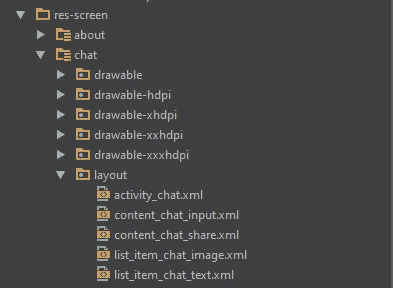 res-screen
about
chat
drawable
drawable-hdpi
drawable-xhdpi
drawable-xxhdpi
drawable-xxxhdpi
layout
activity_chat.xml
content_chat_input.xml
content_chat_share.xml
list_item_chat_image.xml
list_item_chat_text.xml